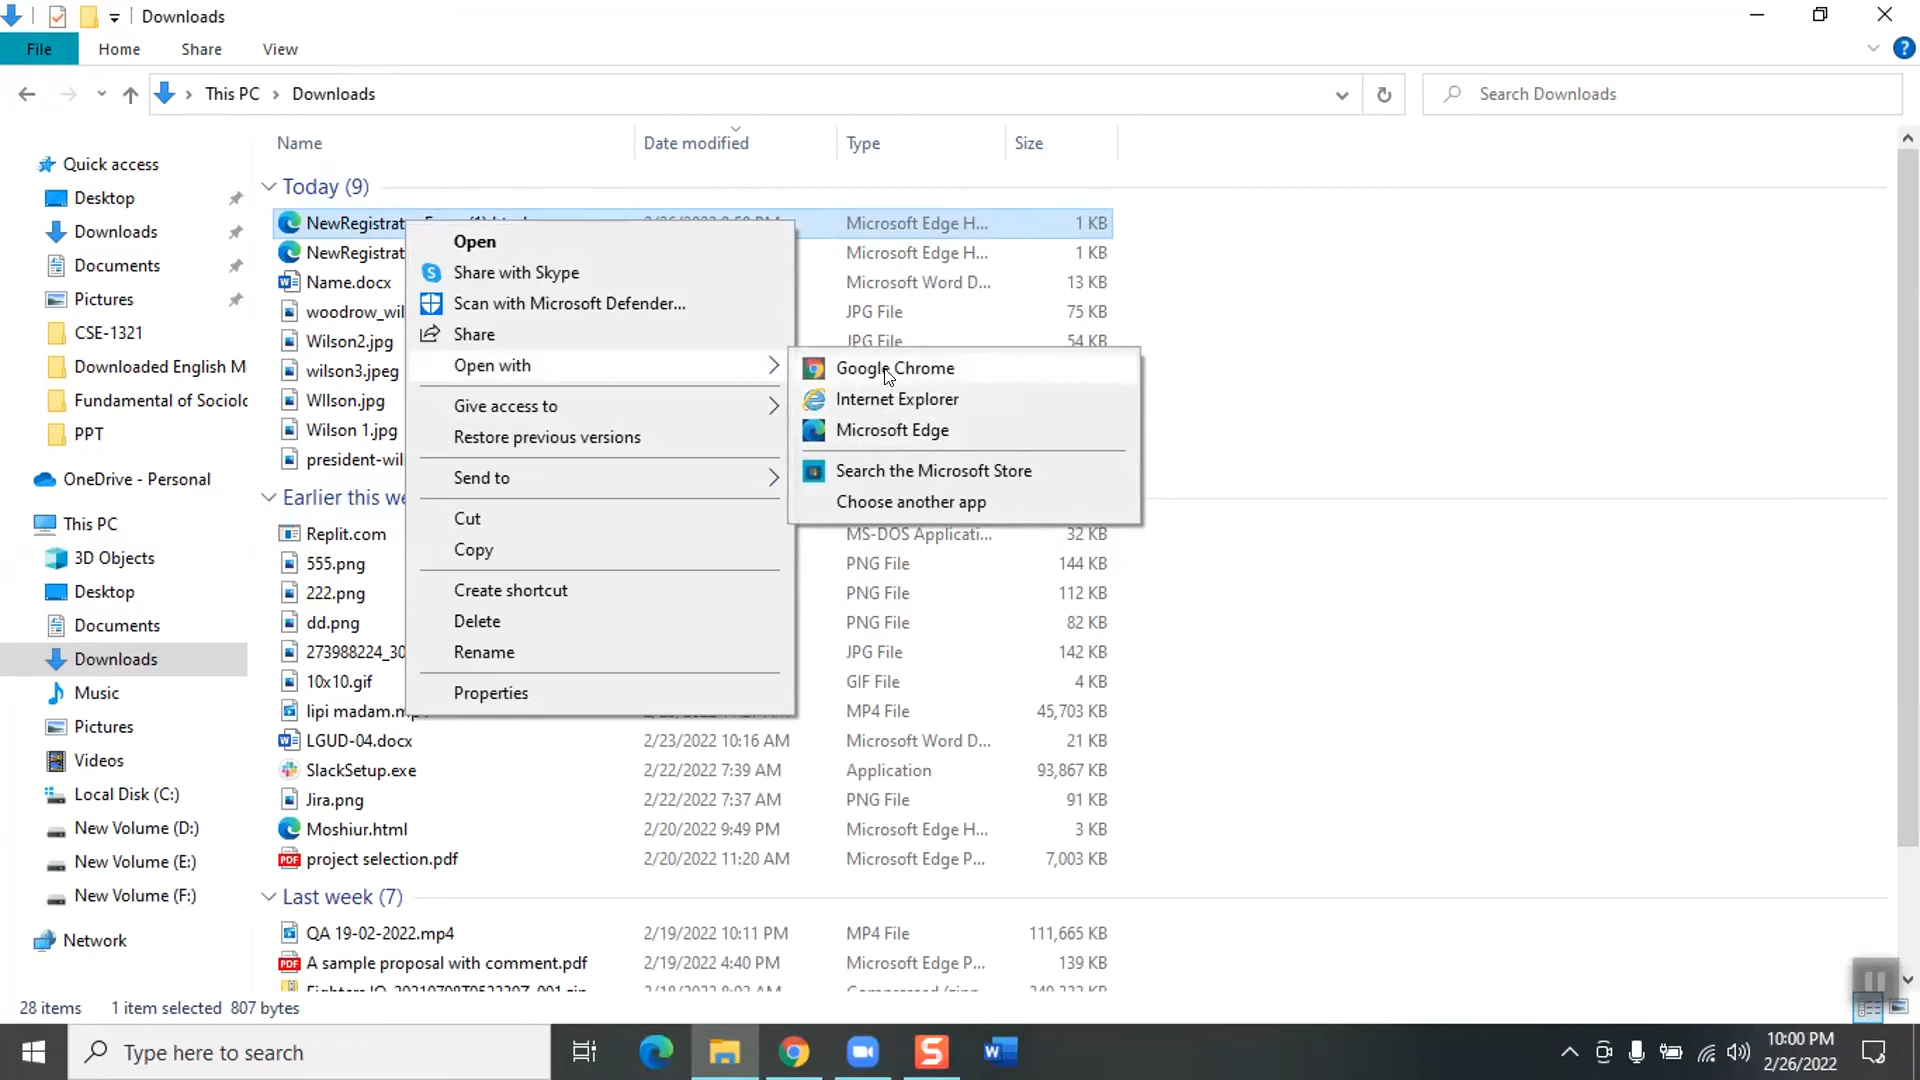 Downloads
File Home Share View
This PC Downloads Search Downloads
Name Date modified Type Size
Quick access
Desktop
Downloads
Documents
Pictures
CSE-1321
Downloaded English M
Fundamental of Sociolo
PPT
OneDrive - Personal
This PC
3D Objects
Desktop
Documents
Downloads
Music
Pictures
Videos
Local Disk (C:)
New Volume (D:)
New Volume (E:)
New Volume (F:)
Network
Today (9)
NewRegistrat Microsoft Edge H... 1 KB
NewRegistrat Microsoft Edge H... 1 KB
Name.docx Microsoft Word D... 13 KB
woodrow_wil JPG File 75 KB
Wilson2.jpg JPG File 54 KB
wilson3.jpeg
WIlson.jpg
Wilson 1.jpg
president-wil
Earlier this we
Replit.com MS-DOS Applicati... 32 KB
555.png PNG File 144 KB
222.png PNG File 112 KB
dd.png PNG File 82 KB
273988224_30 JPG File 142 KB
10x10.gif GIF File 4 KB
lipi madam.m MP4 File 45,703 KB
LGUD-04.docx 2/23/2022 10:16 AM Microsoft Word D... 21 KB
SlackSetup.exe 2/22/2022 7:39 AM Application 93,867 KB
Jira.png 2/22/2022 7:37 AM PNG File 91 KB
Moshiur.html 2/20/2022 9:49 PM Microsoft Edge H... 3 KB
project selection.pdf 2/20/2022 11:20 AM Microsoft Edge P... 7,003 KB
Last week (7)
QA 19-02-2022.mp4 2/19/2022 10:11 PM MP4 File 111,665 KB
A sample proposal with comment.pdf 2/19/2022 4:40 PM Microsoft Edge P... 139 KB
Open
Share with Skype
Scan with Microsoft Defender...
Share
Open with
Give access to
Restore previous versions
Send to
Cut
Copy
Create shortcut
Delete
Rename
Properties
Google Chrome
Internet Explorer
Microsoft Edge
Search the Microsoft Store
Choose another app
28 items 1 item selected 807 bytes
Type here to search
10:00 PM
2/26/2022